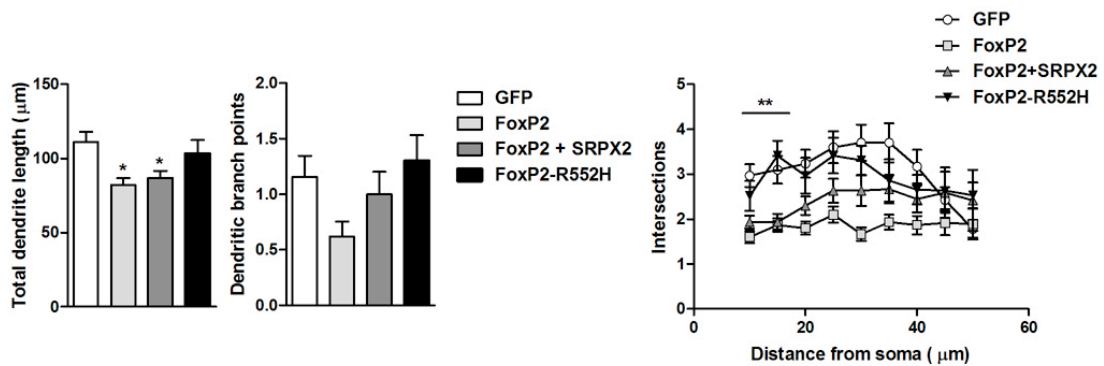 Total dendrite length ( μm)
150
100
50
0
*
*
Dendritic branch points
2.0
1.5
1.0
0.5
0.0
GFP
FoxP2
FoxP2 + SRPX2
FoxP2-R552H
GFP
FoxP2
FoxP2+SRPX2
FoxP2-R552H
Intersections
5
4
3
2
1
0
**
0
20
40
60
Distance from soma ( μm)